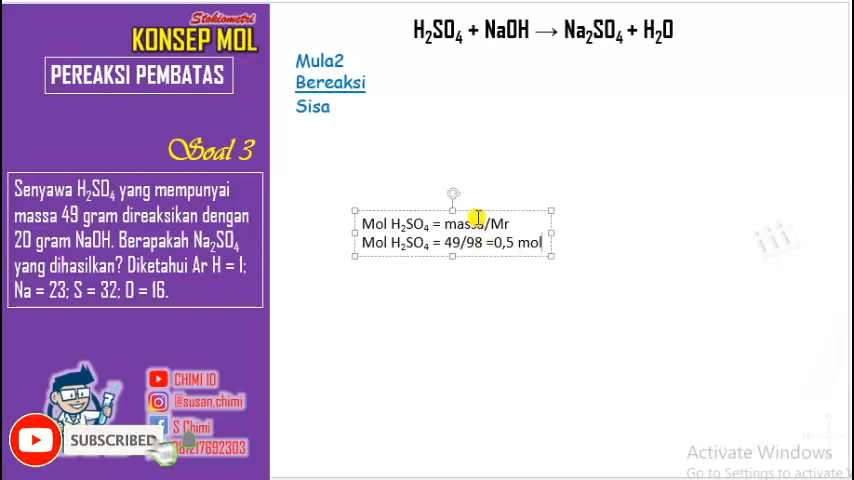 Stokiometri
KONSEP MOL
PEREAKSI PEMBATAS
Soal 3
Senyawa H₂SO₄ yang mempunyai
massa 49 gram direaksikan dengan
20 gram NaOH. Berapakah Na₂SO₄
yang dihasilkan? Diketahui Ar H = 1;
Na = 23; S = 32; O = 16.
CHIMI ID
@susan.chimi
S Chimi
081217692303
SUBSCRIBED
H₂SO₄ + NaOH → Na₂SO₄ + H₂O
Mula2
Bereaksi
Sisa
Mol H₂SO₄ = massa/Mr
Mol H₂SO₄ = 49/98 =0,5 mol
Activate Windows
Go to Settings to activate